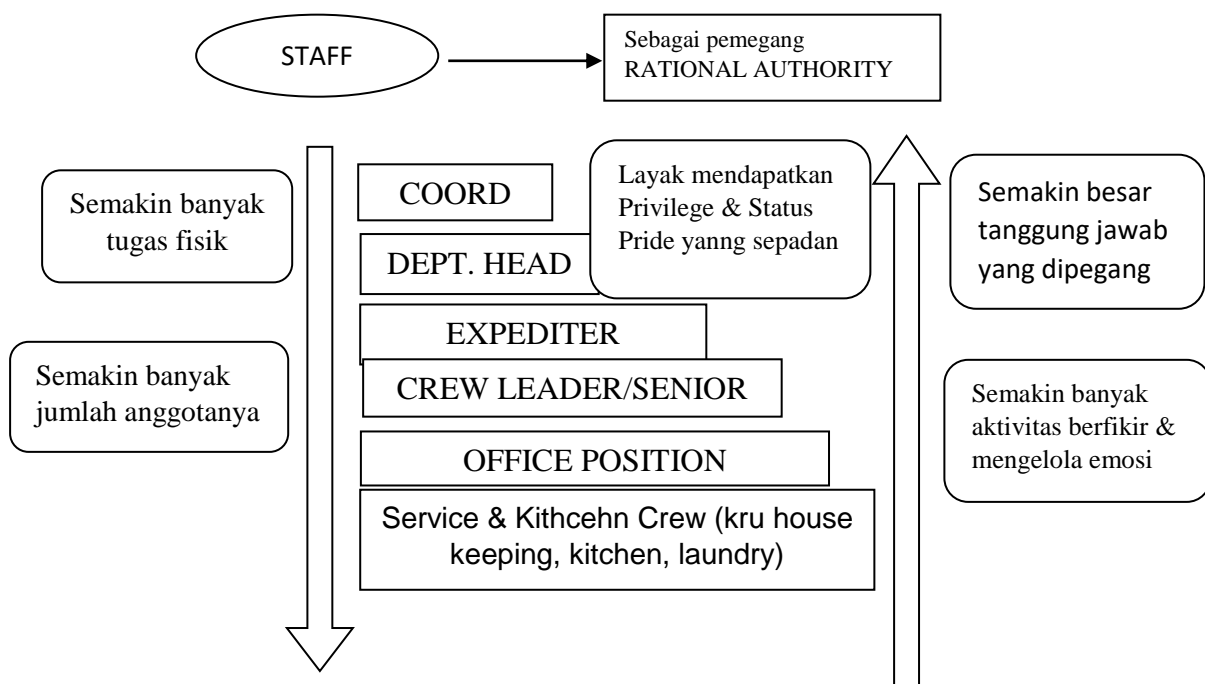 STAFF
Sebagai pemegang
RATIONAL AUTHORITY
Semakin banyak
tugas fisik
COORD
Layak mendapatkan
Privilege & Status
Pride yanng sepadan
Semakin besar
tanggung jawab
yang dipegang
DEPT. HEAD
EXPEDITER
Semakin banyak
jumlah anggotanya
CREW LEADER/SENIOR
Semakin banyak
aktivitas berfikir &
mengelola emosi
OFFICE POSITION
Service & Kithcehn Crew (kru house
keeping, kitchen, laundry)